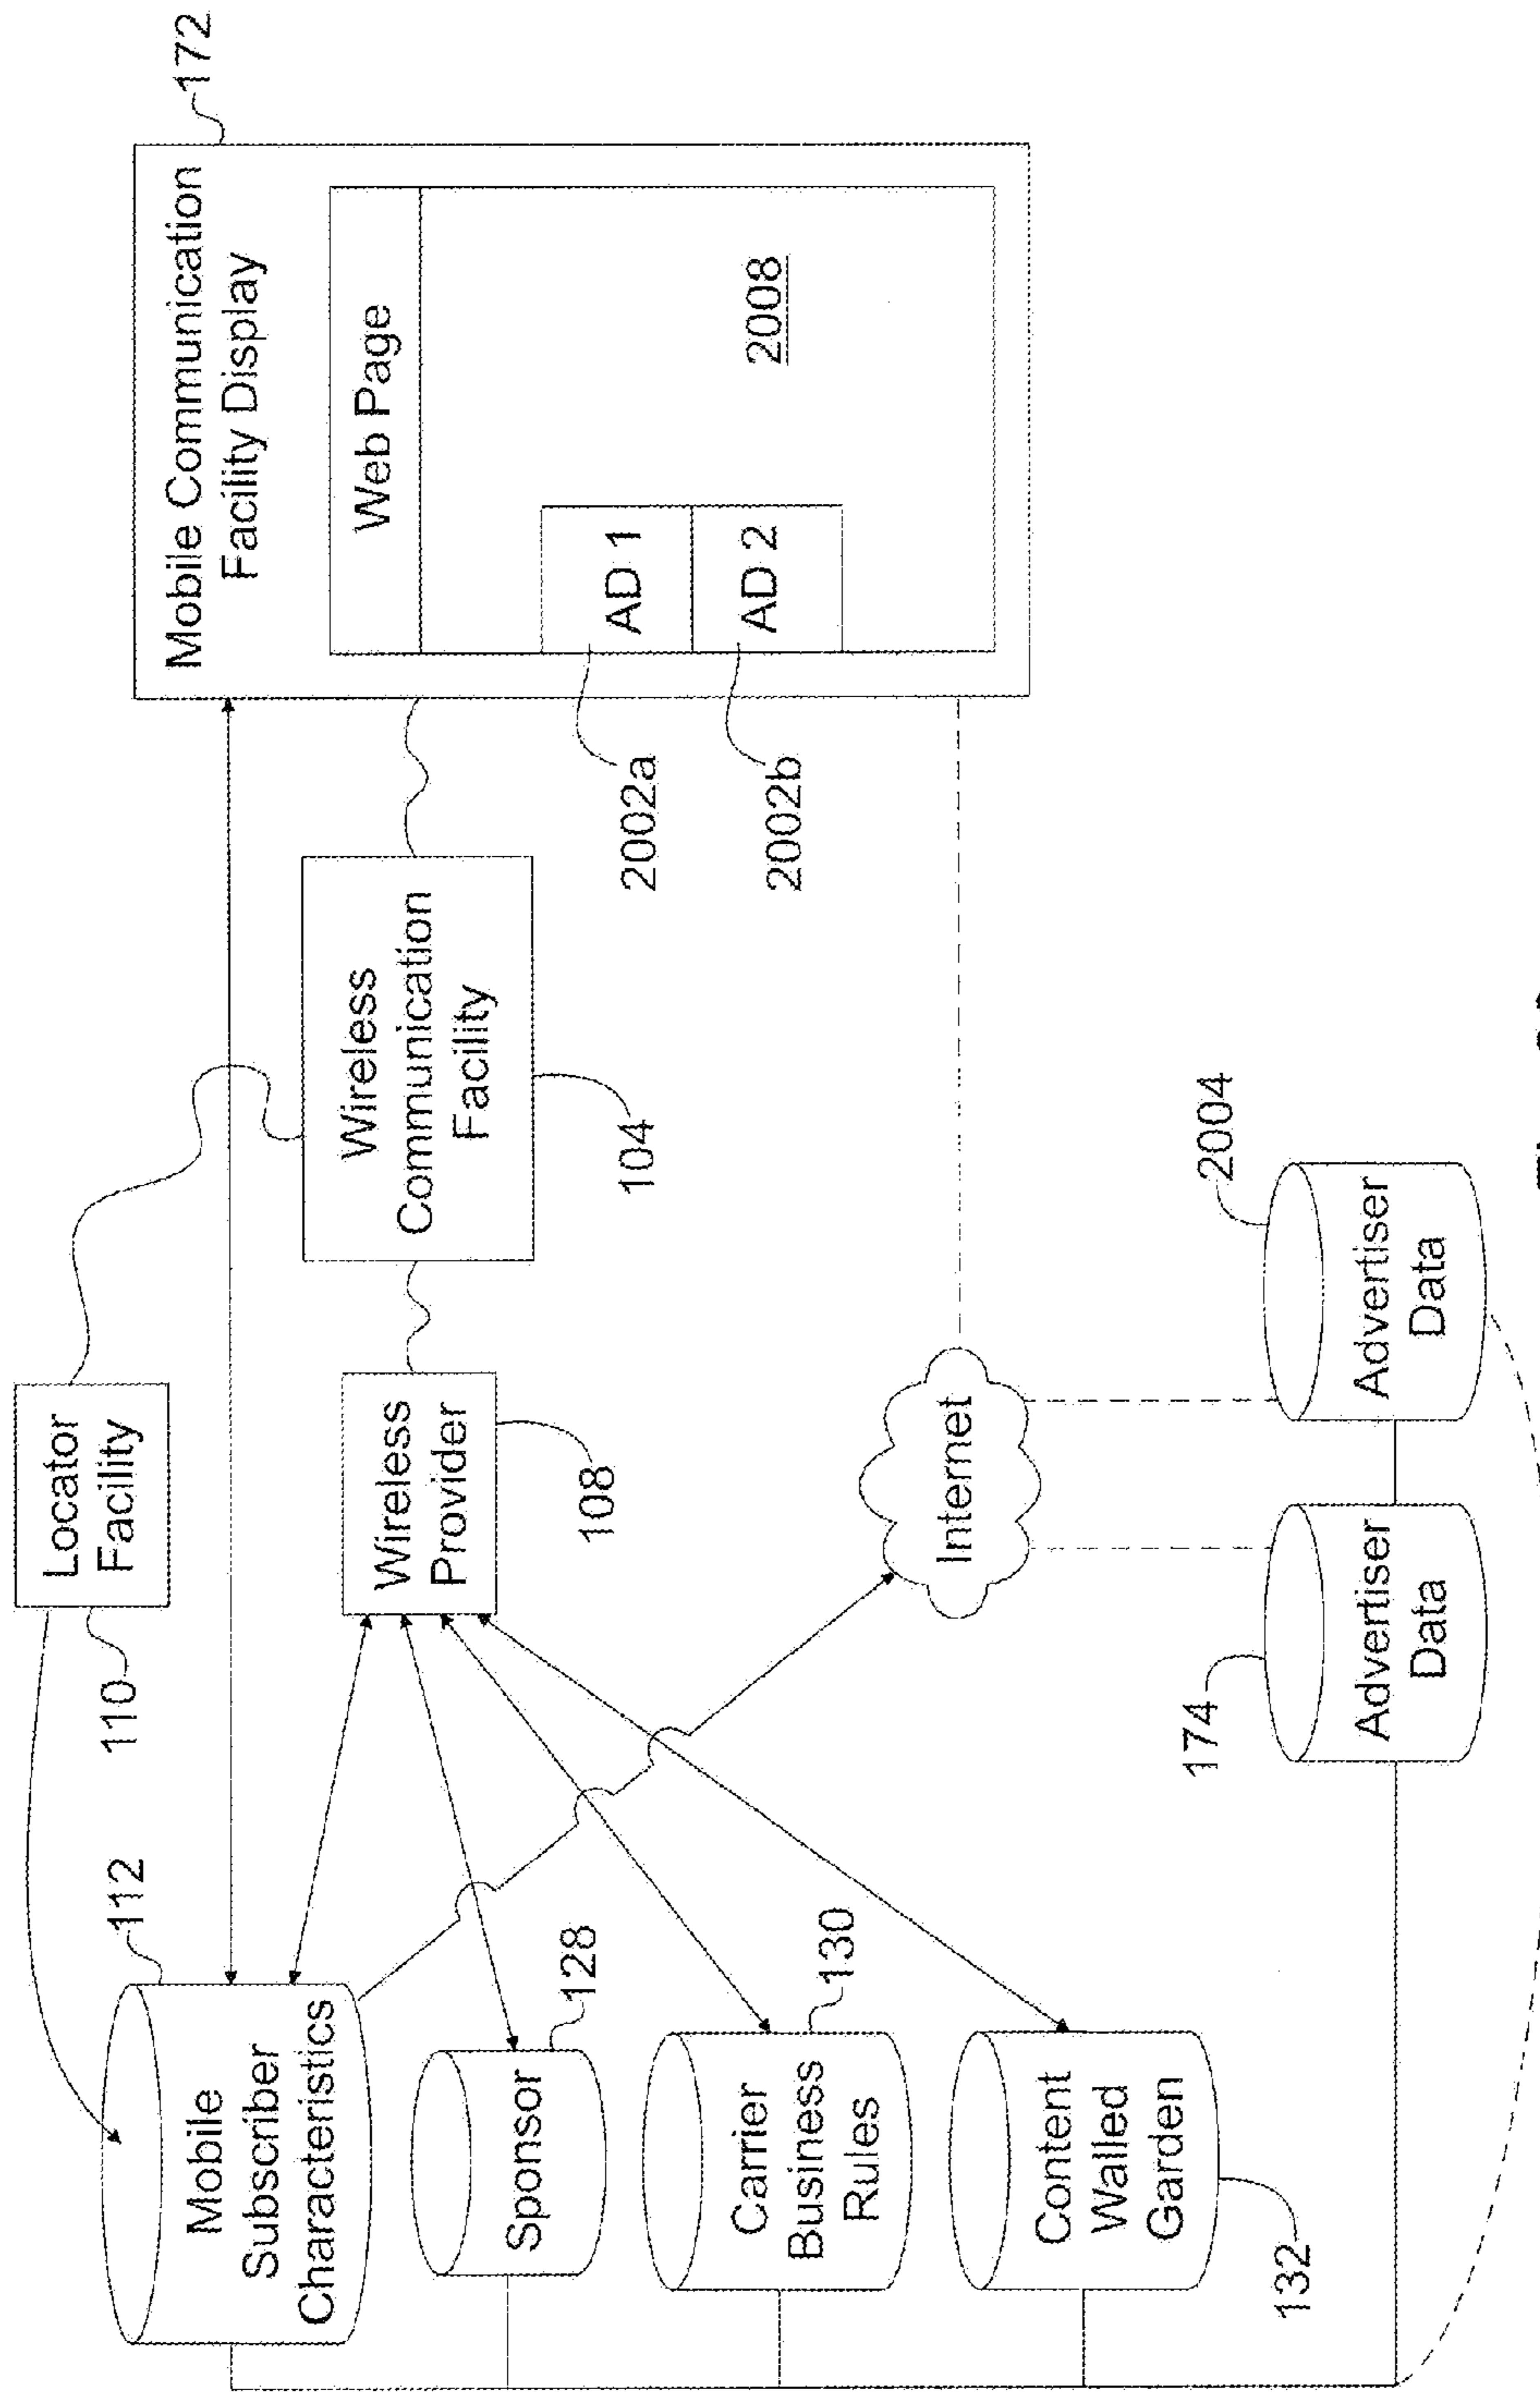 Locator
Facility
110
172
Mobile Communication
Facility Display
Web Page
2008
AD 1
AD 2
2002a
2002b
112
Mobile
Subscriber
Characteristics
Wireless
Provider
108
Wireless
Communication
Facility
104
Sponsor
128
Carrier
Business
Rules
130
Content
Walled
Garden
132
Internet
174
Advertiser
Data
2004
Advertiser
Data